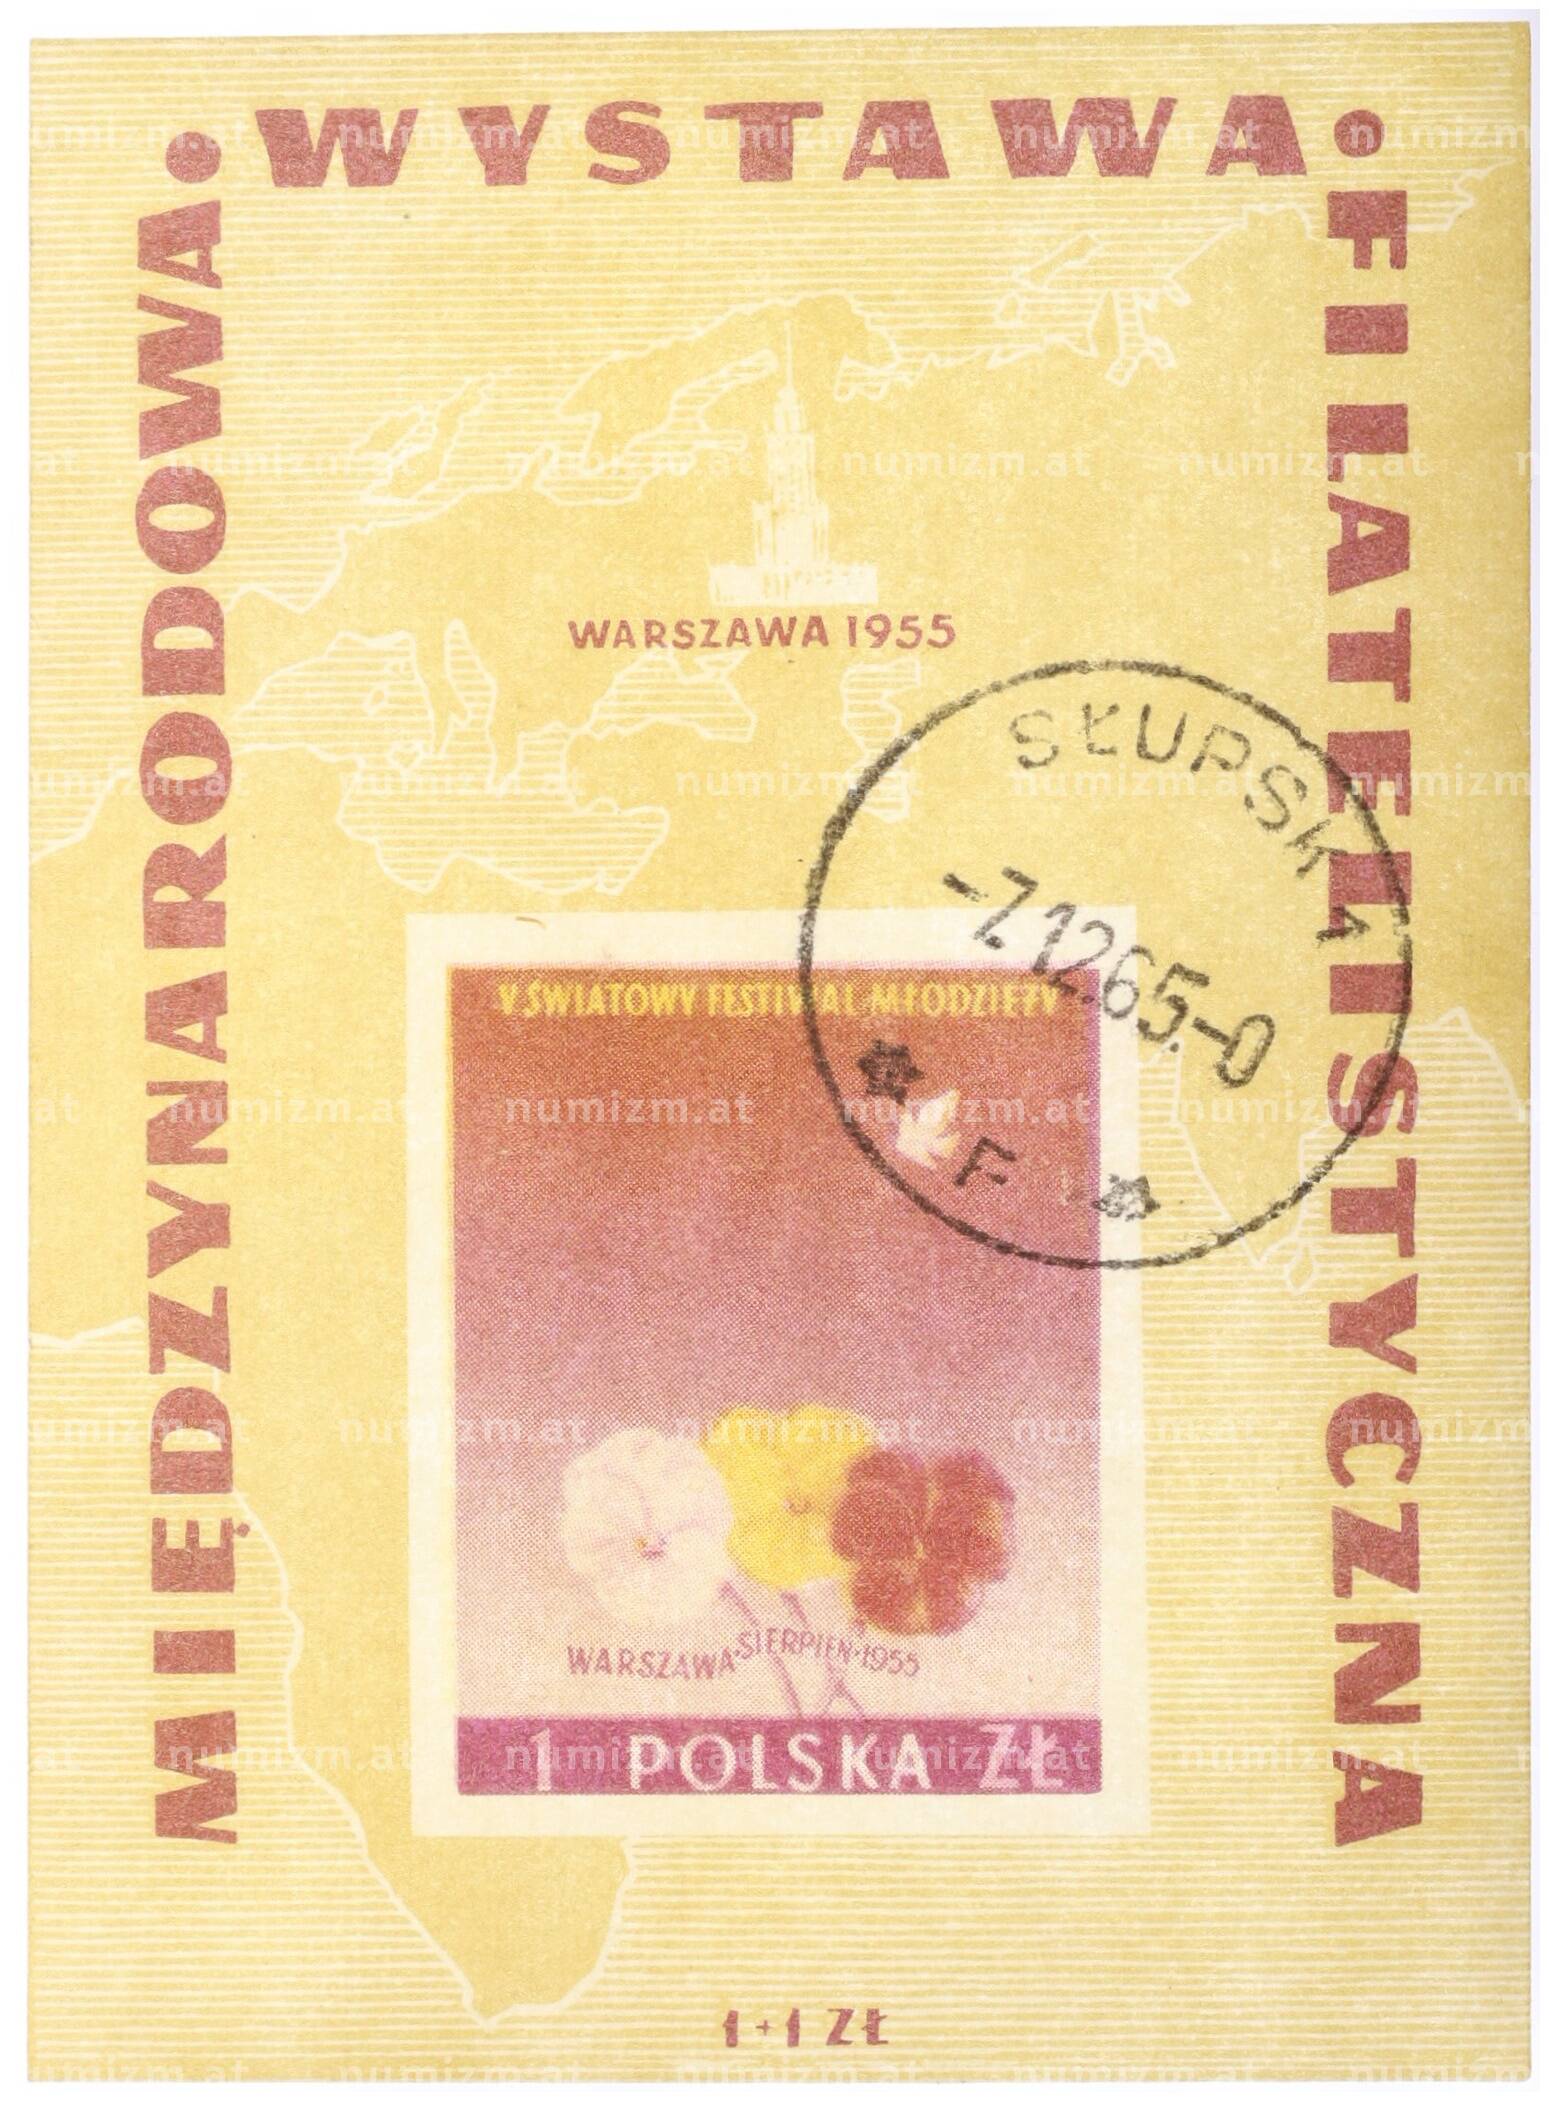 MIĘDZYNARODOWA • WYSTAWA • FILATELISTYCZNA
WARSZAWA 1955
SŁUPSK 1
-7.12.65.-0
F
V. ŚWIATOWY FESTIWAL MŁODZIEŻY
WARSZAWA•SIERPIEŃ•1955
1 POLSKA ZŁ
1+1 ZŁ
numizm.at